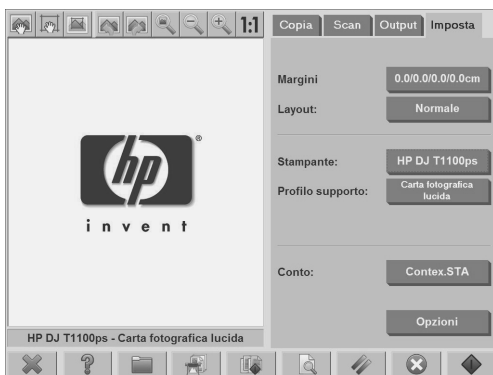 1:1
Copia Scan Output Imposta
Margini 0.0/0.0/0.0/0.0cm
Layout: Normale
hp
®
invent
Stampante: HP DJ T1100ps
Profilo supporto: Carta fotografica
lucida
Conto: Contex.STA
Opzioni
HP DJ T1100ps - Carta fotografica lucida
?